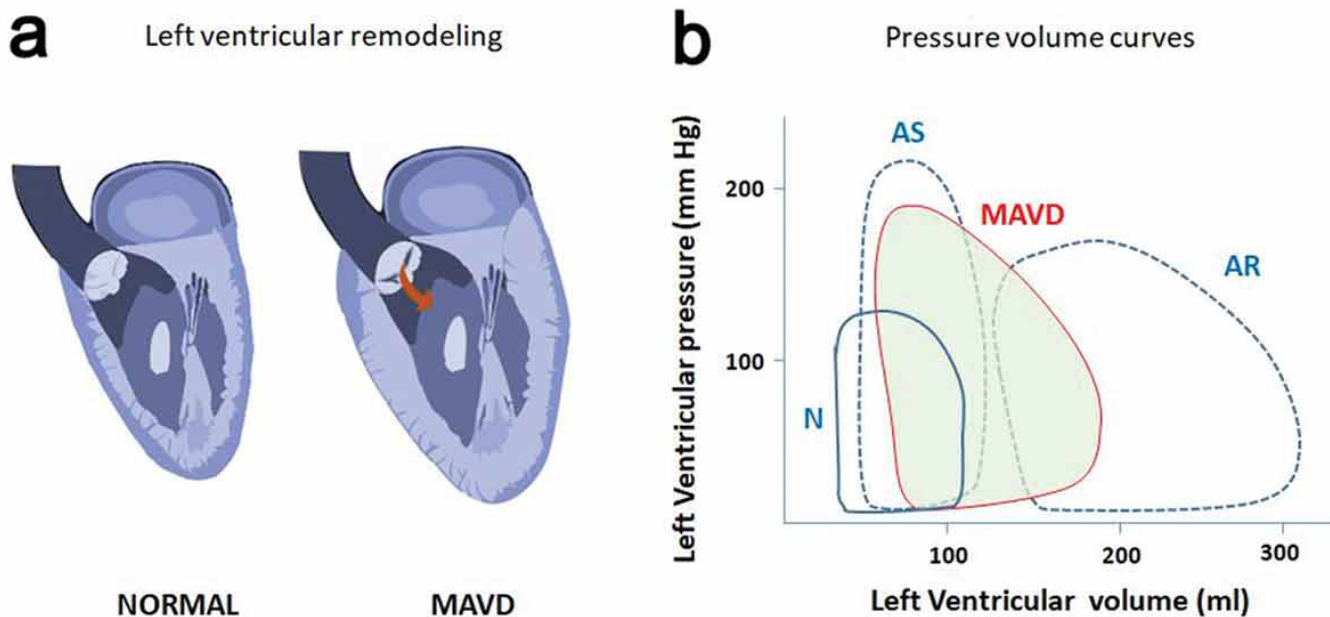 a
Left ventricular remodeling
NORMAL
MAVD
b
Pressure volume curves
Left Ventricular pressure (mm Hg)
200
100
AS
MAVD
AR
N
100
200
300
Left Ventricular volume (ml)